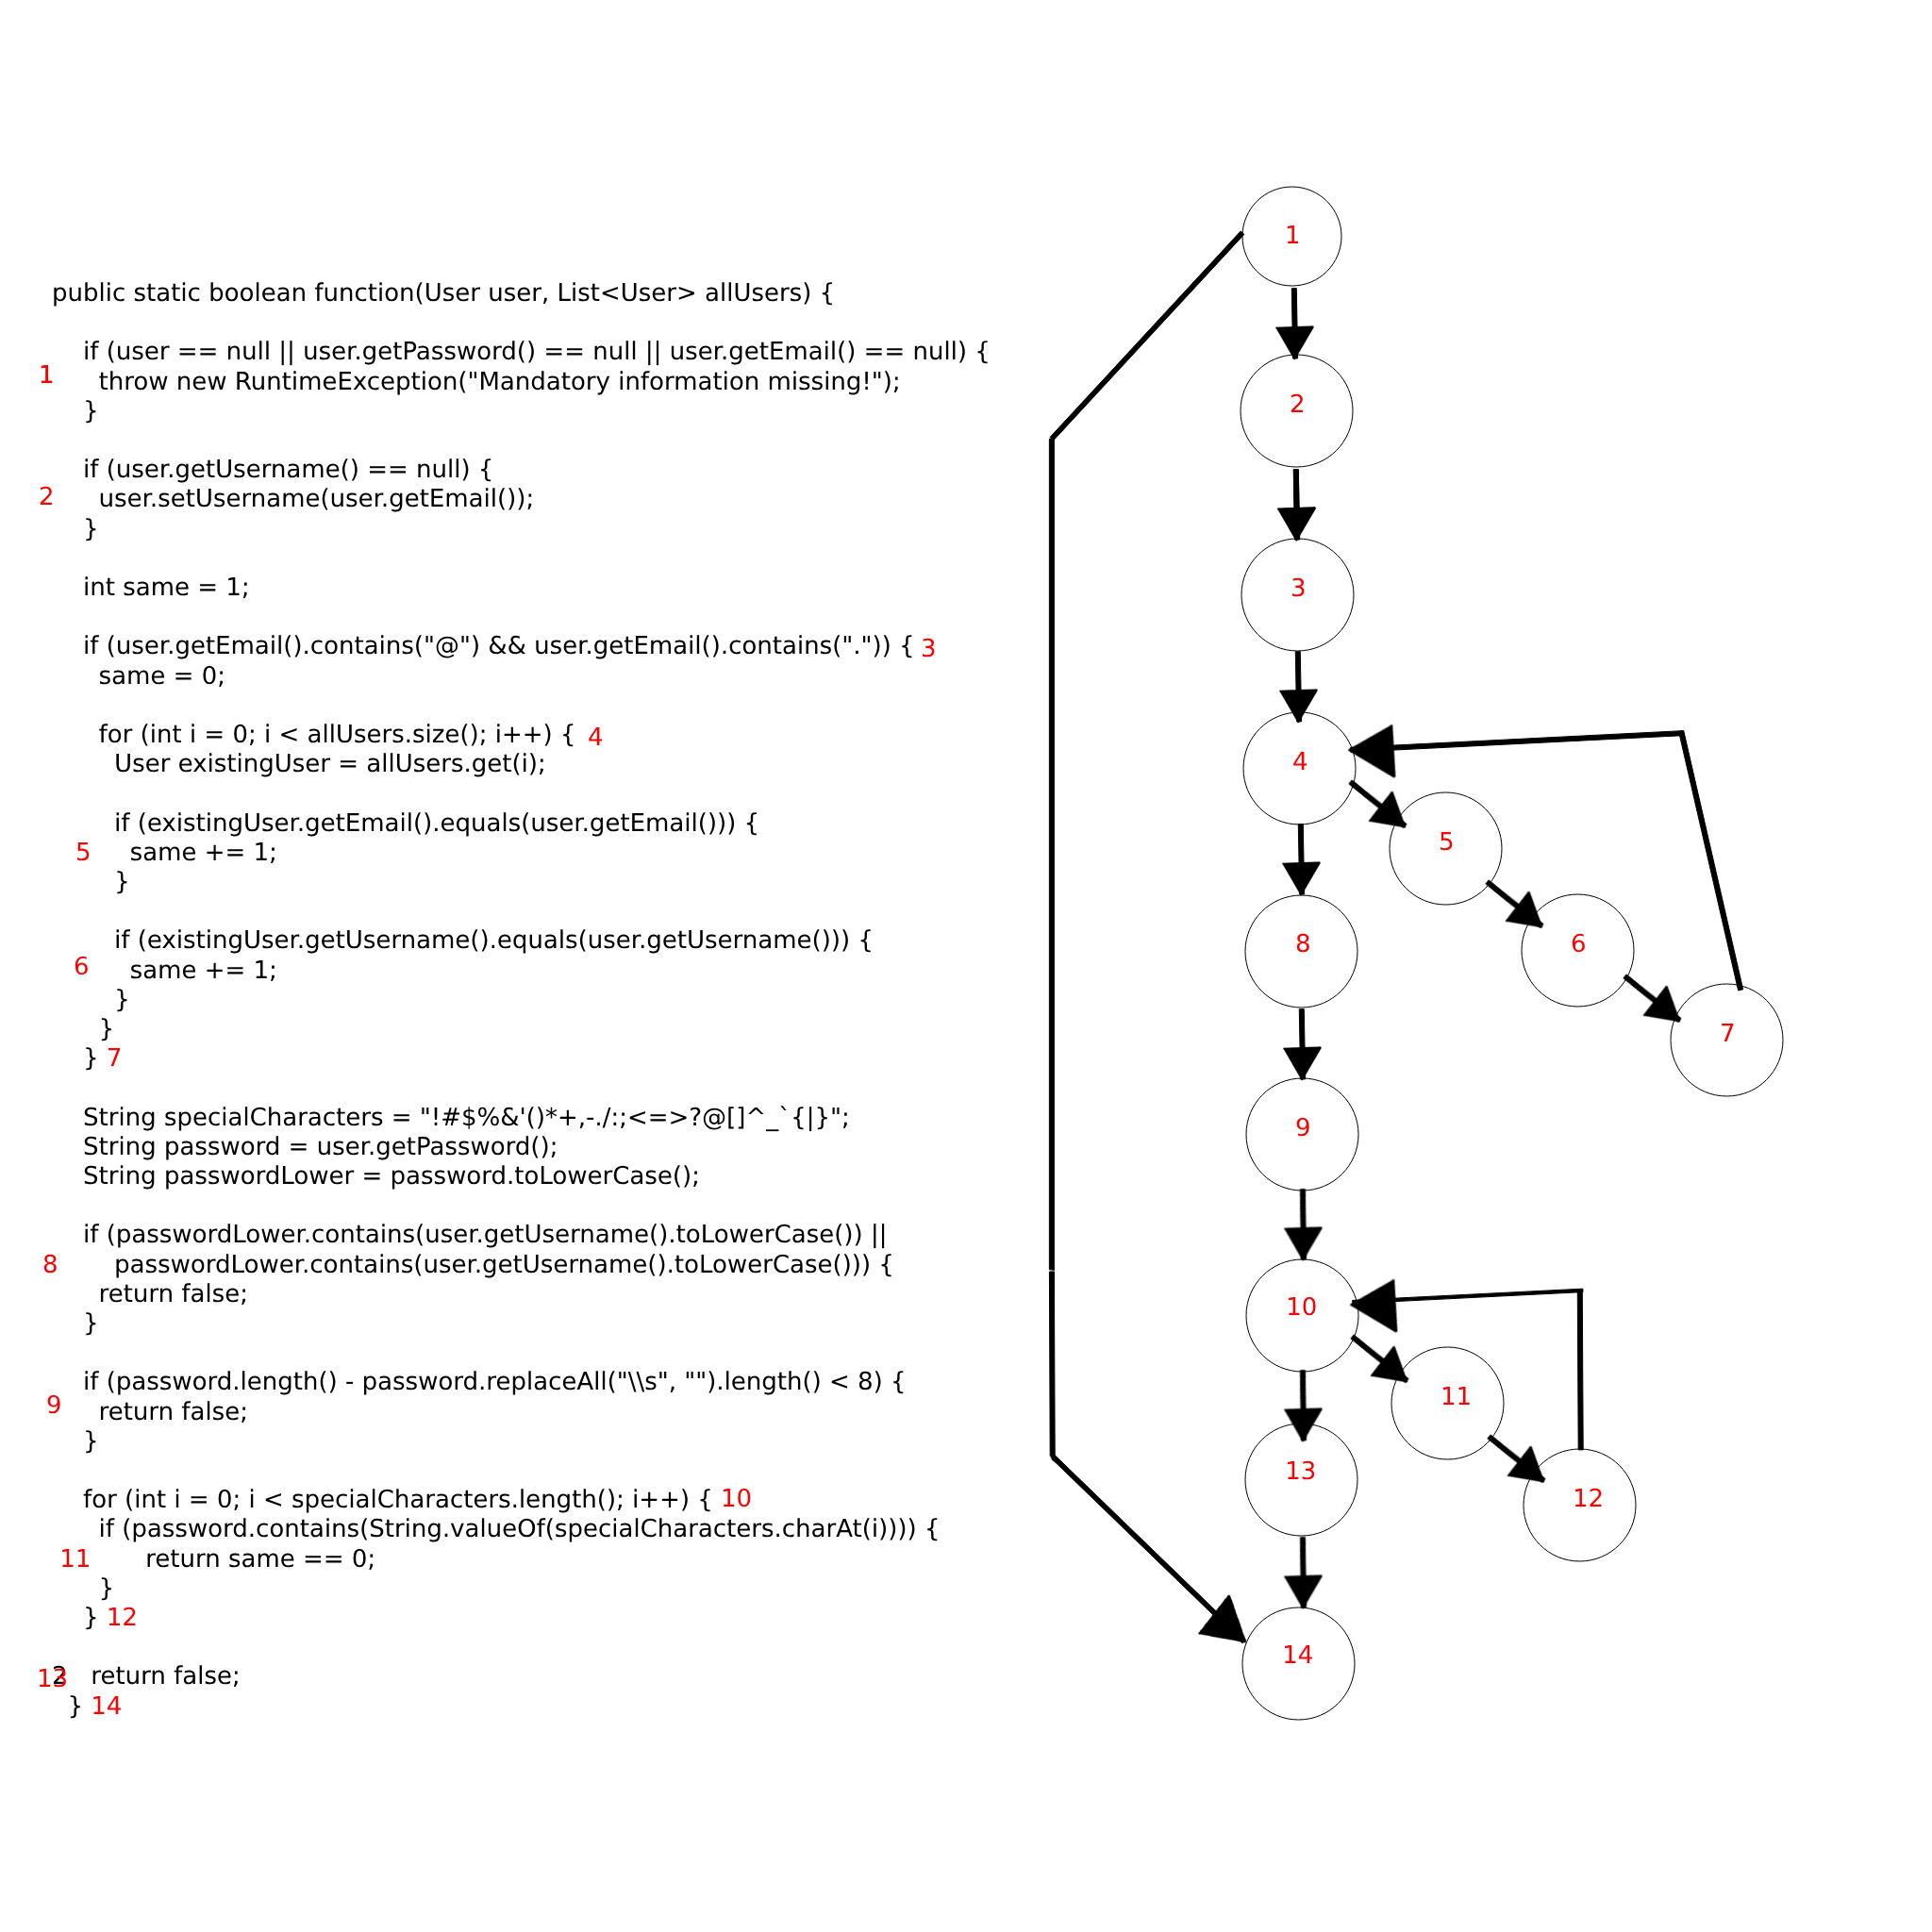 public static boolean function(User user, List<User> allUsers) {
if (user == null || user.getPassword() == null || user.getEmail() == null) {
1
throw new RuntimeException("Mandatory information missing!");
}
if (user.getUsername() == null) {
2
user.setUsername(user.getEmail());
}
int same = 1;
if (user.getEmail().contains("@") && user.getEmail().contains(".")) { 3
same = 0;
for (int i = 0; i < allUsers.size(); i++) { 4
User existingUser = allUsers.get(i);
if (existingUser.getEmail().equals(user.getEmail())) {
5 same += 1;
}
if (existingUser.getUsername().equals(user.getUsername())) {
6 same += 1;
}
}
} 7
String specialCharacters = "!#$%&'()*+,-./:;<=>?@[]^_`{|}";
String password = user.getPassword();
String passwordLower = password.toLowerCase();
if (passwordLower.contains(user.getUsername().toLowerCase()) ||
8 passwordLower.contains(user.getUsername().toLowerCase())) {
return false;
}
if (password.length() - password.replaceAll("\\s", "").length() < 8) {
9 return false;
}
for (int i = 0; i < specialCharacters.length(); i++) { 10
if (password.contains(String.valueOf(specialCharacters.charAt(i)))) {
11 return same == 0;
}
} 12
13 2 return false;
} 14
1
2
3
4
5
6
7
8
9
10
11
12
13
14